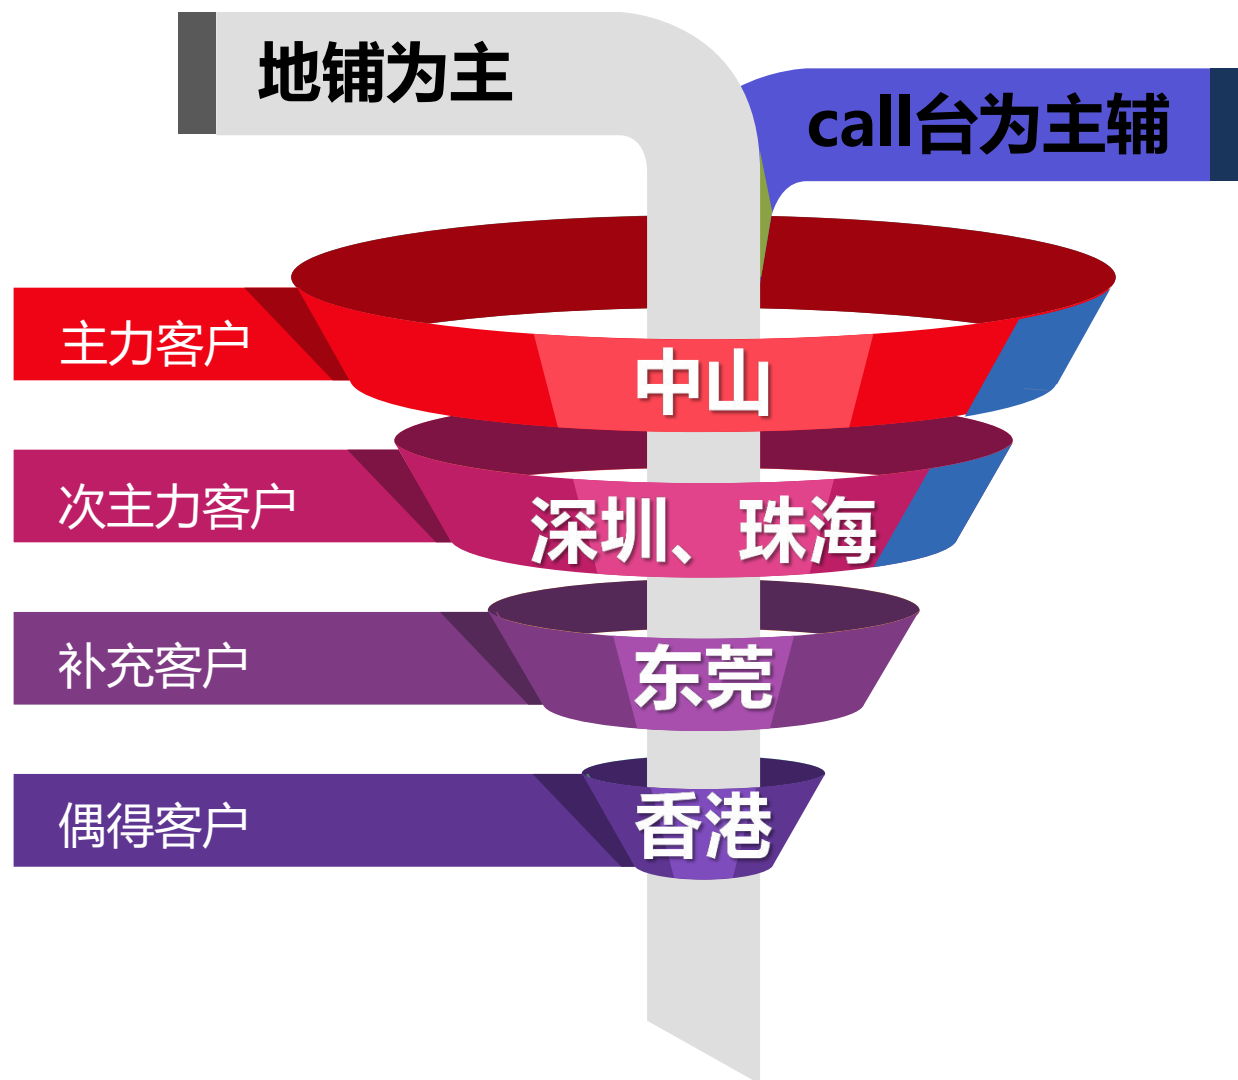 地铺为主
call台为主辅
主力客户
中山
次主力客户
深圳、珠海
补充客户
东莞
偶得客户
香港